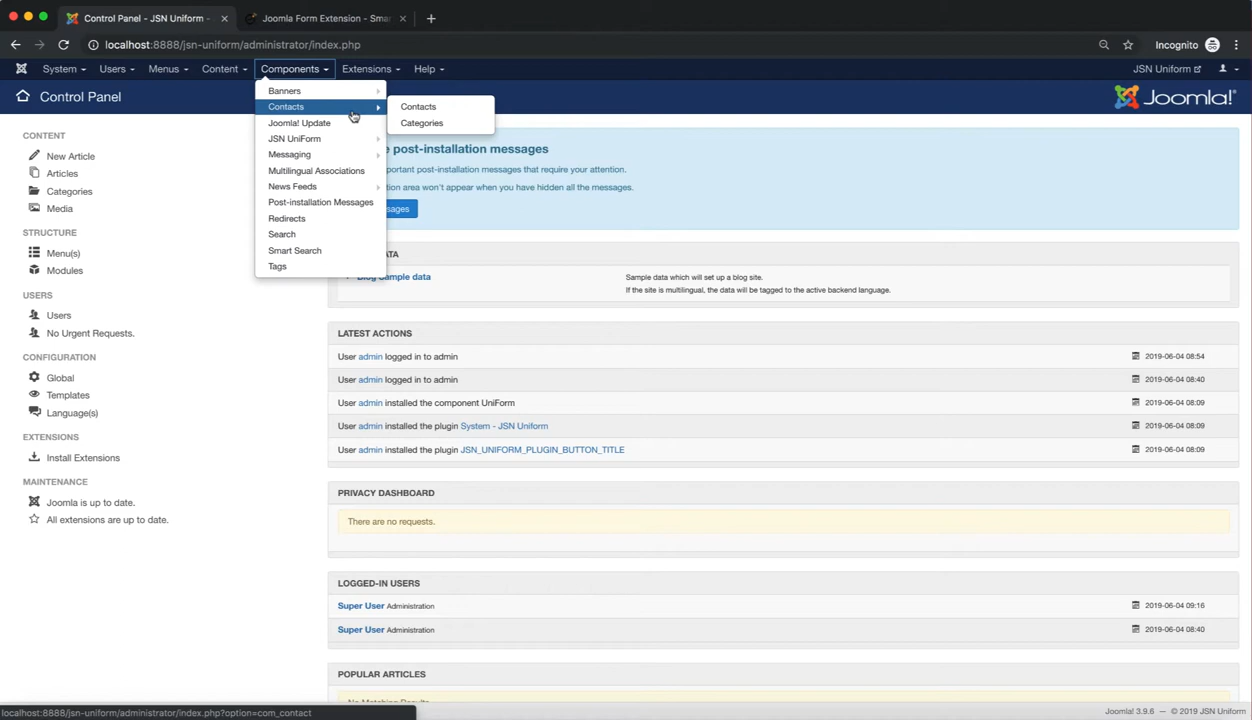 Control Panel - JSN Uniform -
Joomla Form Extension - Sma
localhost:8888/jsn-uniform/administrator/index.php
Incognito
System
Users
Menus
Content
Components
Extensions
Help
JSN Uniform
Control Panel
Joomla!
Banners
Contacts
Joomla! Update
JSN UniForm
Messaging
Multilingual Associations
News Feeds
Post-installation Messages
Redirects
Search
Smart Search
Tags
Contacts
Categories
CONTENT
New Article
Articles
Categories
Media
STRUCTURE
Menu(s)
Modules
USERS
Users
No Urgent Requests.
CONFIGURATION
Global
Templates
Language(s)
EXTENSIONS
Install Extensions
MAINTENANCE
Joomla is up to date.
All extensions are up to date.
post-installation messages
portant post-installation messages that require your attention.
tion area won't appear when you have hidden all the messages.
sages
ATA
Blog Sample data
Sample data which will set up a blog site.
If the site is multilingual, the data will be tagged to the active backend language.
LATEST ACTIONS
User admin logged in to admin 2019-06-04 08:54
User admin logged in to admin 2019-06-04 08:40
User admin installed the component UniForm 2019-06-04 08:09
User admin installed the plugin System - JSN Uniform 2019-06-04 08:09
User admin installed the plugin JSN_UNIFORM_PLUGIN_BUTTON_TITLE 2019-06-04 08:09
PRIVACY DASHBOARD
There are no requests.
LOGGED-IN USERS
Super User Administration 2019-06-04 09:16
Super User Administration 2019-06-04 08:40
POPULAR ARTICLES
No Matching Results
localhost:8888/jsn-uniform/administrator/index.php?option=com_contact
Joomla! 3.9.6 — © 2019 JSN Uniform